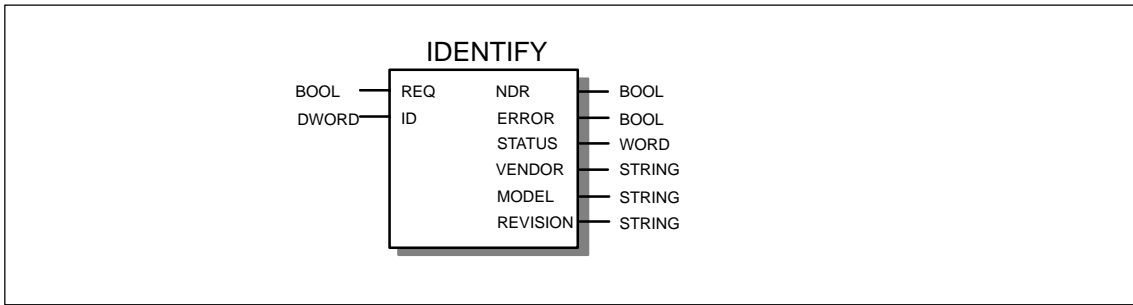 IDENTIFY
BOOL REQ NDR BOOL
DWORD ID ERROR BOOL
STATUS WORD
VENDOR STRING
MODEL STRING
REVISION STRING